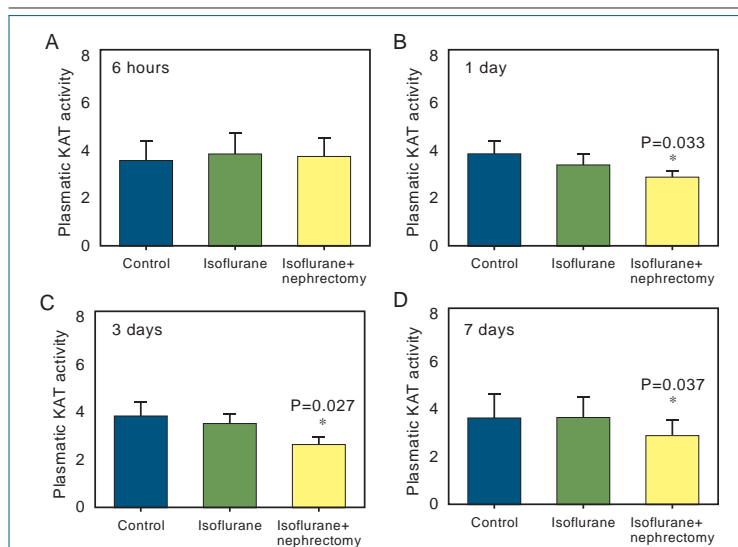 A
Plasmatic KAT activity
8
6
4
2
0
6 hours
Control
Isoflurane
Isoflurane+
nephrectomy
B
Plasmatic KAT activity
8
6
4
2
0
1 day
P=0.033
*
Control
Isoflurane
Isoflurane+
nephrectomy
C
Plasmatic KAT activity
8
6
4
2
0
3 days
P=0.027
*
Control
Isoflurane
Isoflurane+
nephrectomy
D
Plasmatic KAT activity
8
6
4
2
0
7 days
P=0.037
*
Control
Isoflurane
Isoflurane+
nephrectomy